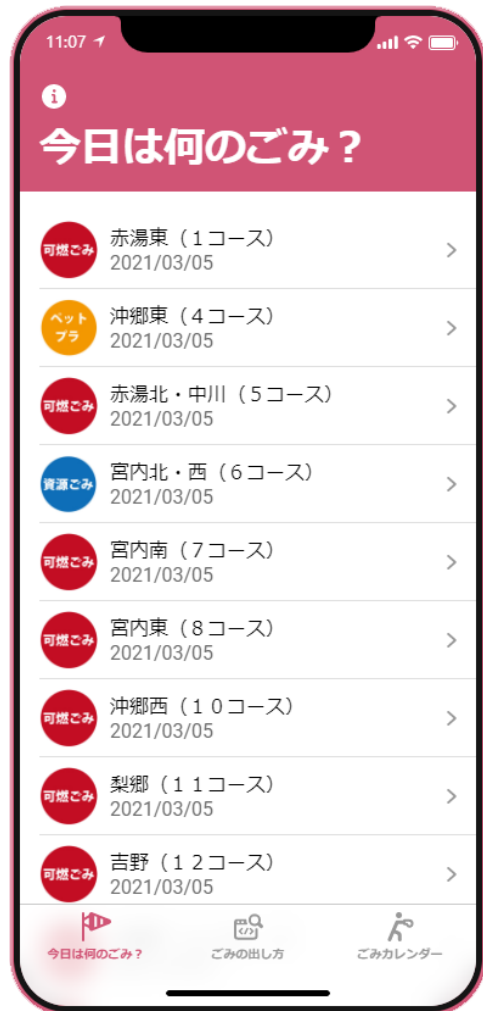 11:07
今日は何のごみ？
可燃ごみ
赤湯東（１コース）
2021/03/05
ペット
プラ
沖郷東（４コース）
2021/03/05
可燃ごみ
赤湯北・中川（５コース）
2021/03/05
資源ごみ
宮内北・西（６コース）
2021/03/05
可燃ごみ
宮内南（７コース）
2021/03/05
可燃ごみ
宮内東（８コース）
2021/03/05
可燃ごみ
沖郷西（１０コース）
2021/03/05
可燃ごみ
梨郷（１１コース）
2021/03/05
可燃ごみ
吉野（１２コース）
2021/03/05
今日は何のごみ？
ごみの出し方
ごみカレンダー